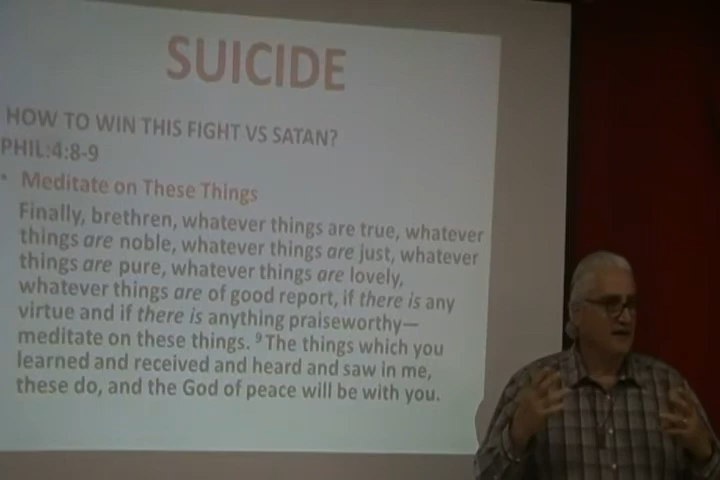 SUICIDE
HOW TO WIN THIS FIGHT VS SATAN?
PHIL:4:8-9
• Meditate on These Things
Finally, brethren, whatever things are true, whatever
things are noble, whatever things are just, whatever
things are pure, whatever things are lovely,
whatever things are of good report, if there is any
virtue and if there is anything praiseworthy—
meditate on these things. ⁹ The things which you
learned and received and heard and saw in me,
these do, and the God of peace will be with you.